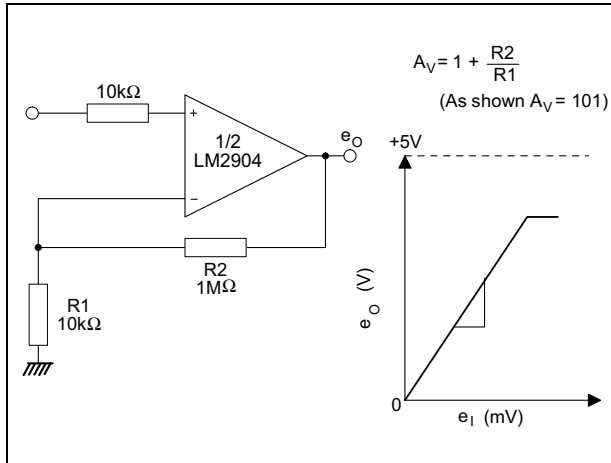 10kΩ
+
1/2
LM2904
−
e_O
R2
1MΩ
R1
10kΩ
A_V = 1 + R2/R1
(As shown A_V = 101)
+5V
e_O (V)
0
e_I (mV)